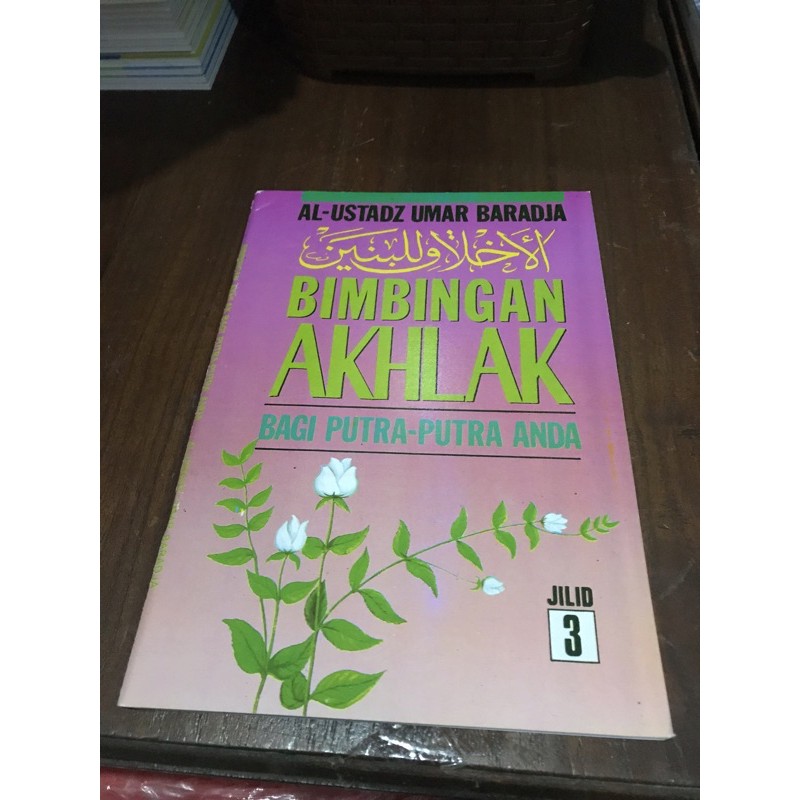 AL-USTADZ UMAR BARADJA
الأخلاق للبنين
BIMBINGAN
AKHLAK
BAGI PUTRA-PUTRA ANDA
JILID
3